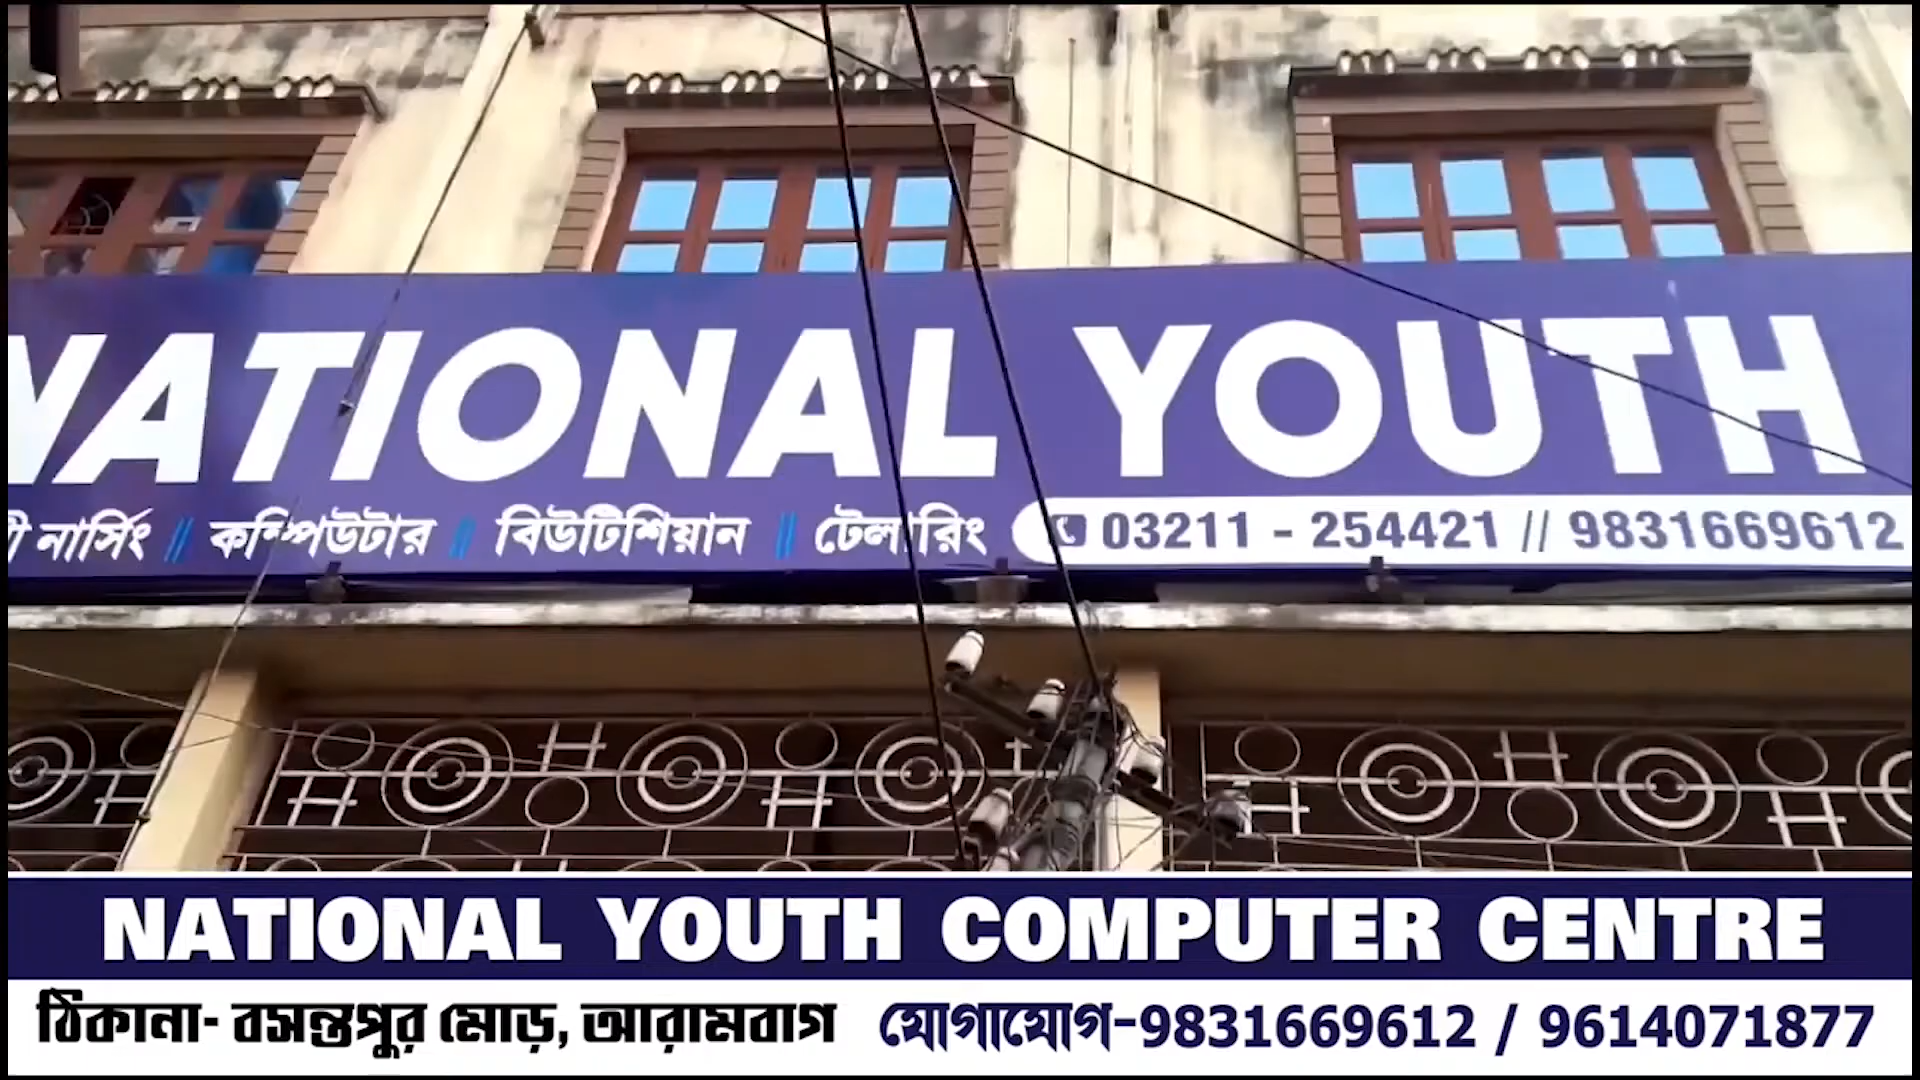 NATIONAL YOUTH
নার্সিং // কম্পিউটার // বিউটিশিয়ান // টেলারিং 03211 - 254421 // 9831669612
NATIONAL YOUTH COMPUTER CENTRE
ঠিকানা- বসন্তপুর মোড়, আরামবাগ যোগাযোগ-9831669612 / 9614071877